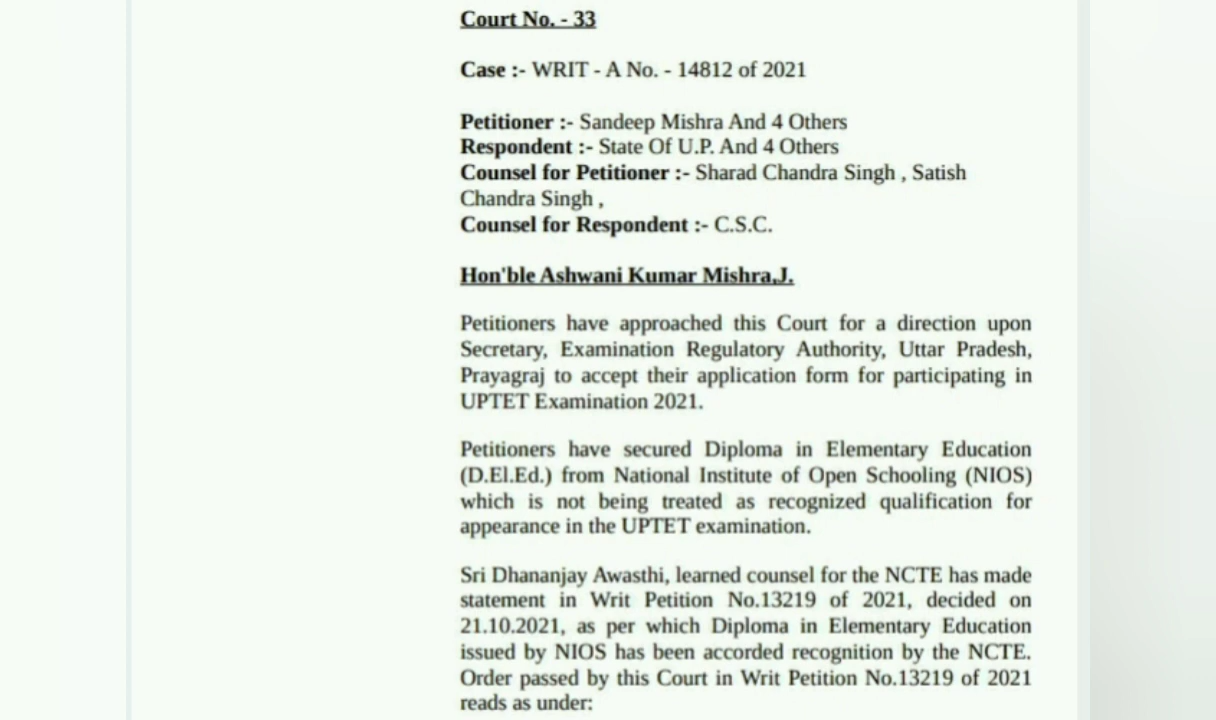 Court No. - 33
Case :- WRIT - A No. - 14812 of 2021
Petitioner :- Sandeep Mishra And 4 Others
Respondent :- State Of U.P. And 4 Others
Counsel for Petitioner :- Sharad Chandra Singh , Satish
Chandra Singh ,
Counsel for Respondent :- C.S.C.
Hon'ble Ashwani Kumar Mishra,J.
Petitioners have approached this Court for a direction upon
Secretary, Examination Regulatory Authority, Uttar Pradesh,
Prayagraj to accept their application form for participating in
UPTET Examination 2021.
Petitioners have secured Diploma in Elementary Education
(D.El.Ed.) from National Institute of Open Schooling (NIOS)
which is not being treated as recognized qualification for
appearance in the UPTET examination.
Sri Dhananjay Awasthi, learned counsel for the NCTE has made
statement in Writ Petition No.13219 of 2021, decided on
21.10.2021, as per which Diploma in Elementary Education
issued by NIOS has been accorded recognition by the NCTE.
Order passed by this Court in Writ Petition No.13219 of 2021
reads as under: